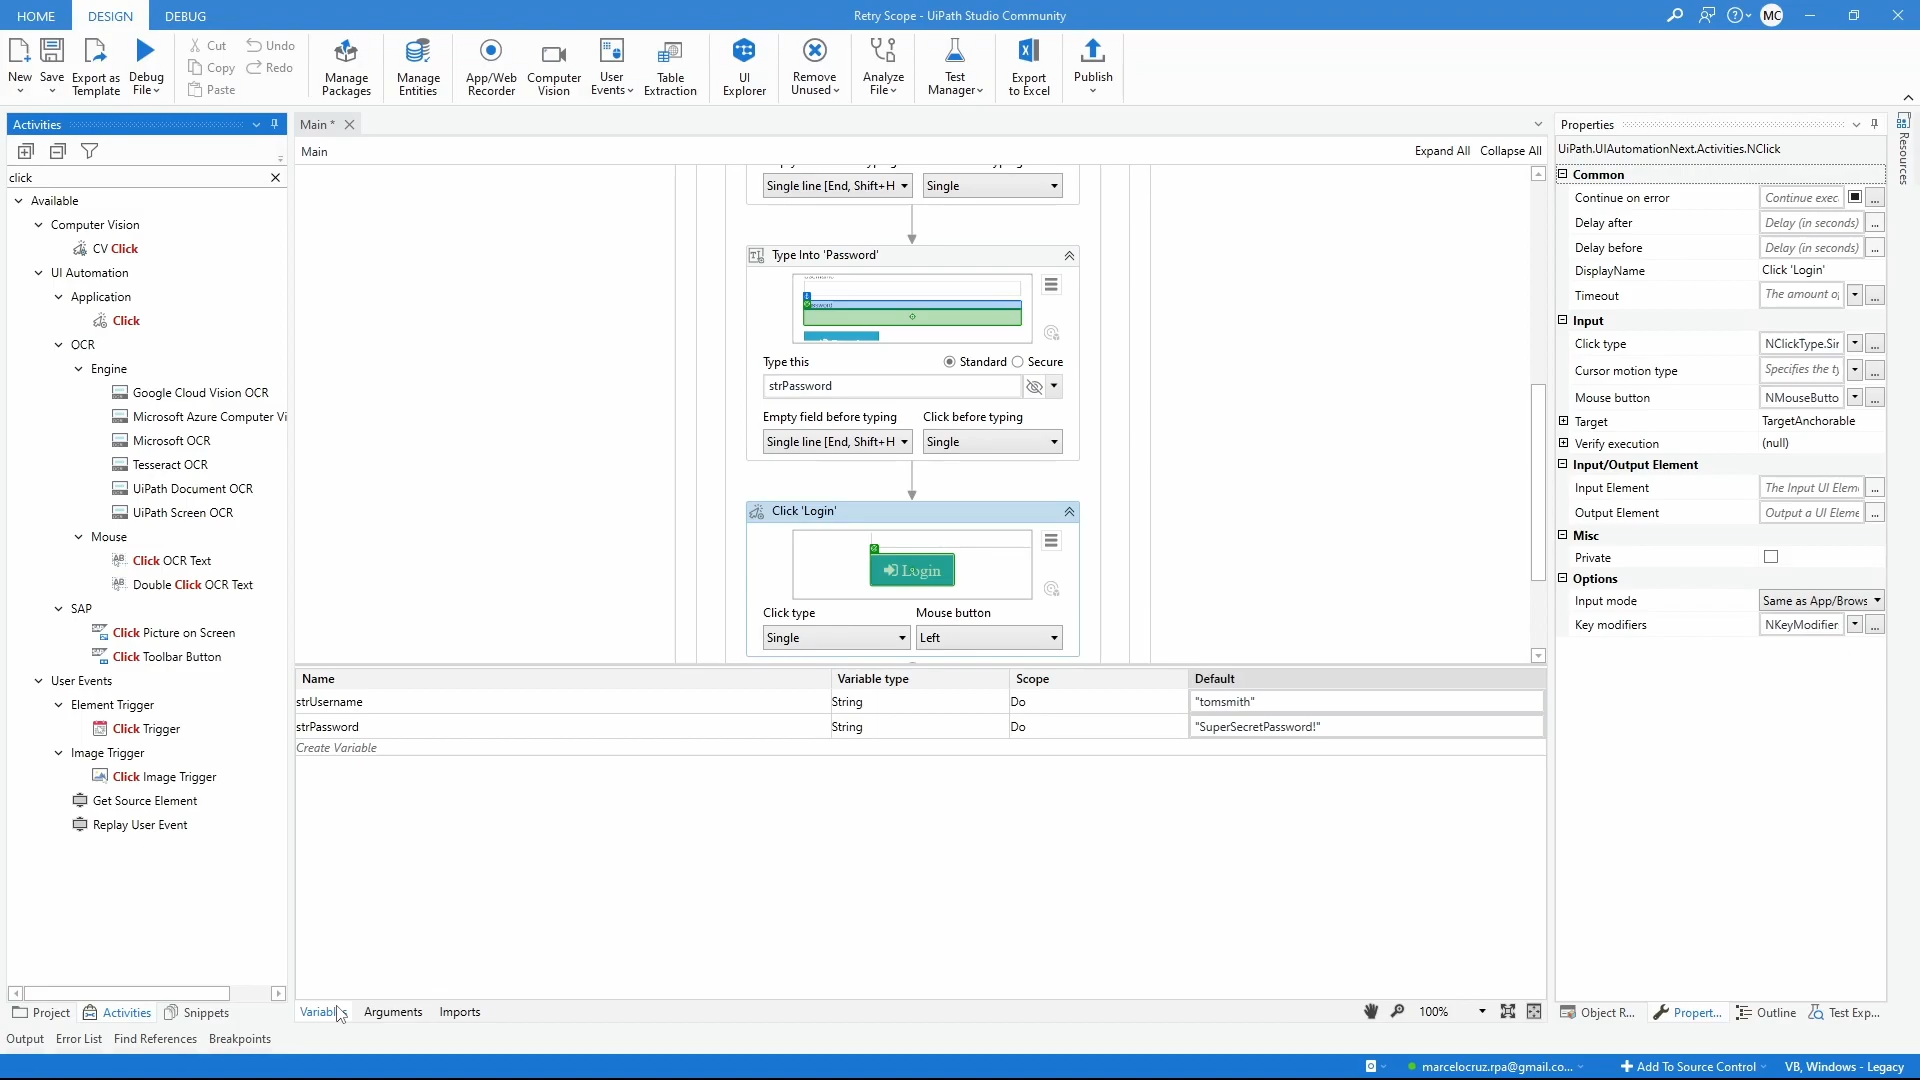 HOME
DESIGN
DEBUG
Retry Scope - UiPath Studio Community
MC
New
Save
Export as Template
Debug File
Cut
Copy
Paste
Undo
Redo
Manage Packages
Manage Entities
App/Web Recorder
Computer Vision
User Events
Table Extraction
UI Explorer
Remove Unused
Analyze File
Test Manager
Export to Excel
Publish
Activities
click
Available
Computer Vision
CV Click
UI Automation
Application
Click
OCR
Engine
Google Cloud Vision OCR
Microsoft Azure Computer Vi
Microsoft OCR
Tesseract OCR
UiPath Document OCR
UiPath Screen OCR
Mouse
Click OCR Text
Double Click OCR Text
SAP
Click Picture on Screen
Click Toolbar Button
User Events
Element Trigger
Click Trigger
Image Trigger
Click Image Trigger
Get Source Element
Replay User Event
Project
Activities
Snippets
Main *
Main
Expand All
Collapse All
Single line [End, Shift+H
Single
Type Into 'Password'
Type this
Standard
Secure
strPassword
Empty field before typing
Click before typing
Single line [End, Shift+H
Single
Click 'Login'
Login
Click type
Mouse button
Single
Left
Name
Variable type
Scope
Default
strUsername
String
Do
"tomsmith"
strPassword
String
Do
"SuperSecretPassword!"
Create Variable
Variables
Arguments
Imports
100%
Properties
UiPath.UIAutomationNext.Activities.NClick
Common
Continue on error
Continue exec
Delay after
Delay (in seconds)
Delay before
Delay (in seconds)
DisplayName
Click 'Login'
Timeout
The amount o
Input
Click type
NClickType.Sin
Cursor motion type
Specifies the ty
Mouse button
NMouseButto
Target
TargetAnchorable
Verify execution
(null)
Input/Output Element
Input Element
The Input UI Elem
Output Element
Output a UI Eleme
Misc
Private
Options
Input mode
Same as App/Brows
Key modifiers
NKeyModifier
Resources
Object R...
Propert...
Outline
Test Exp...
Output
Error List
Find References
Breakpoints
marcelocruz.rpa@gmail.co...
Add To Source Control
VB, Windows - Legacy